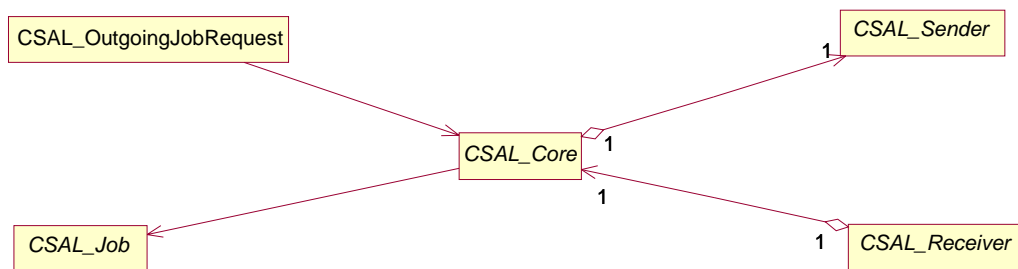 CSAL_OutgoingJobRequest
CSAL_Sender
1
1
CSAL_Core
1
1
CSAL_Job
CSAL_Receiver